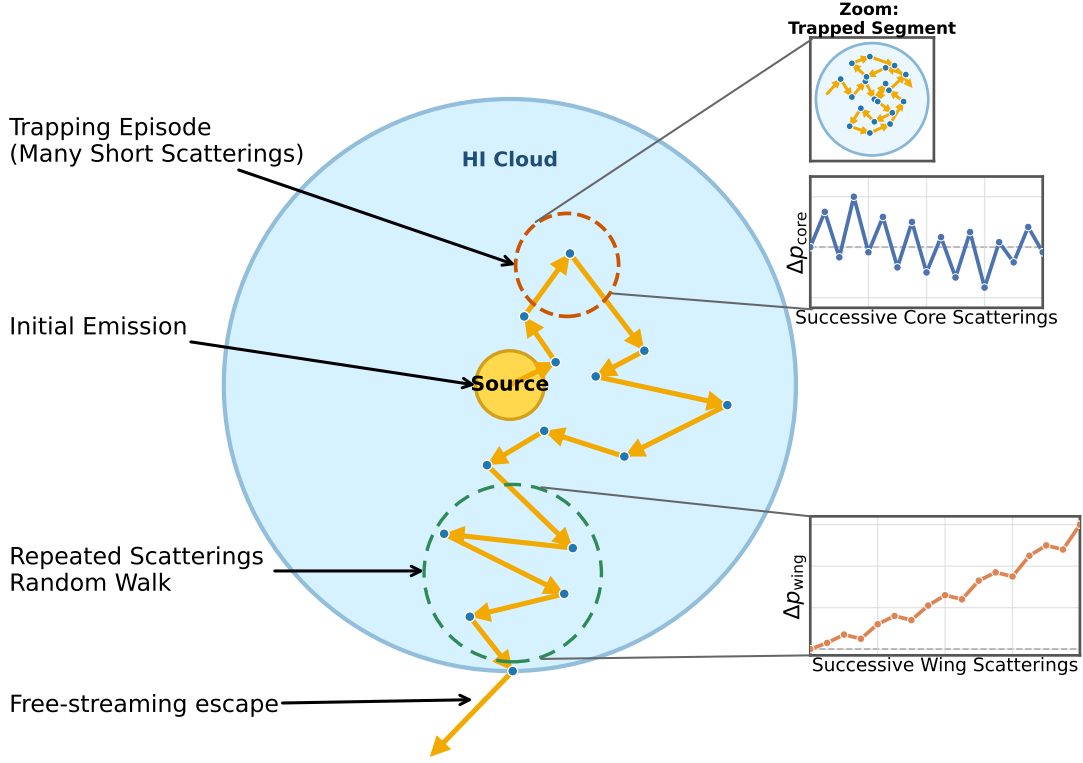 Zoom:
Trapped Segment
Trapping Episode
(Many Short Scatterings)
HI Cloud
Δp_core
Successive Core Scatterings
Initial Emission
Source
Repeated Scatterings
Random Walk
Δp_wing
Successive Wing Scatterings
Free-streaming escape